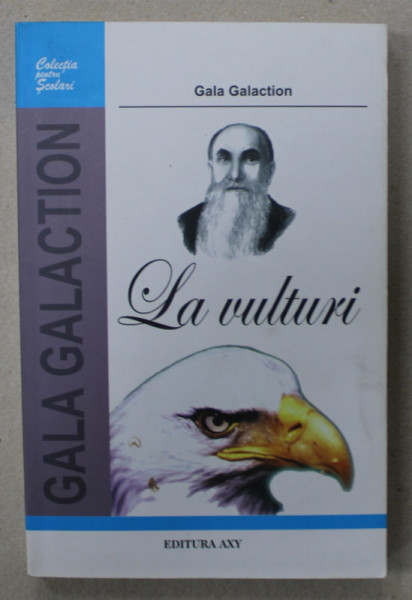 Colecția
pentru
Școlari
Gala Galaction
GALA GALACTION
La vulturi
EDITURA AXY